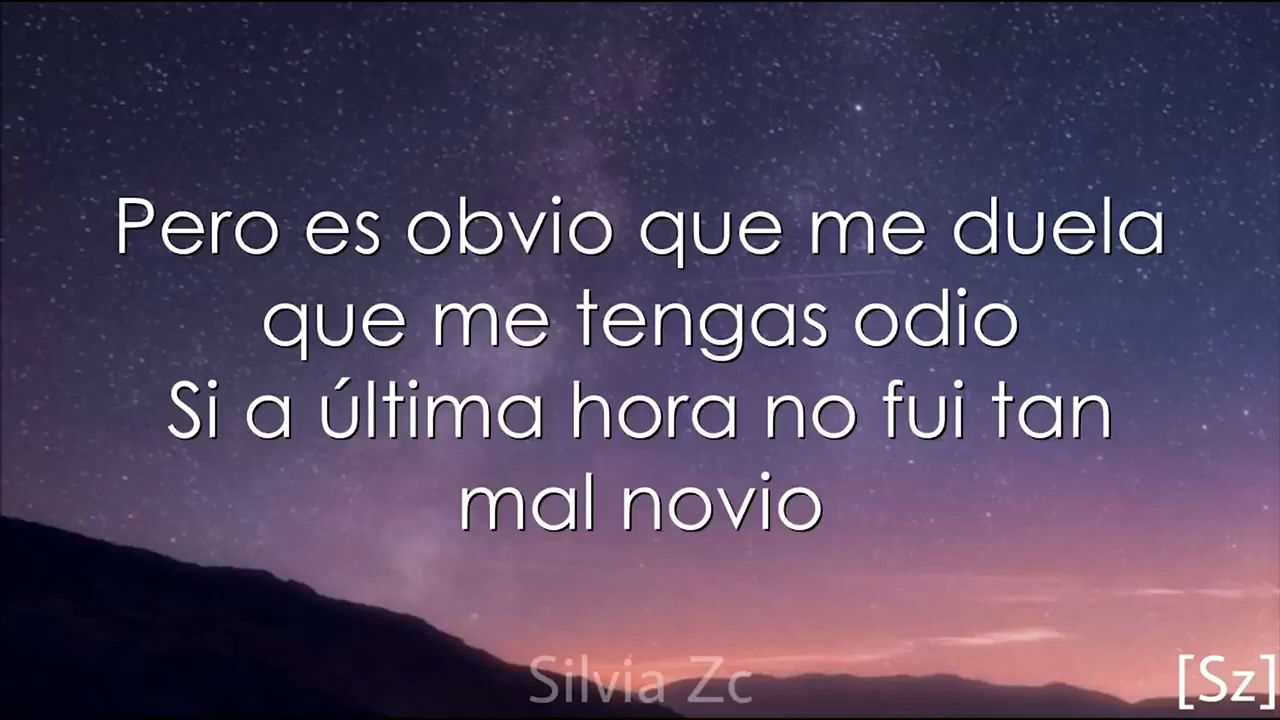 Pero es obvio que me duela
que me tengas odio
Si a última hora no fui tan
mal novio
Silvia Zc
[Sz]